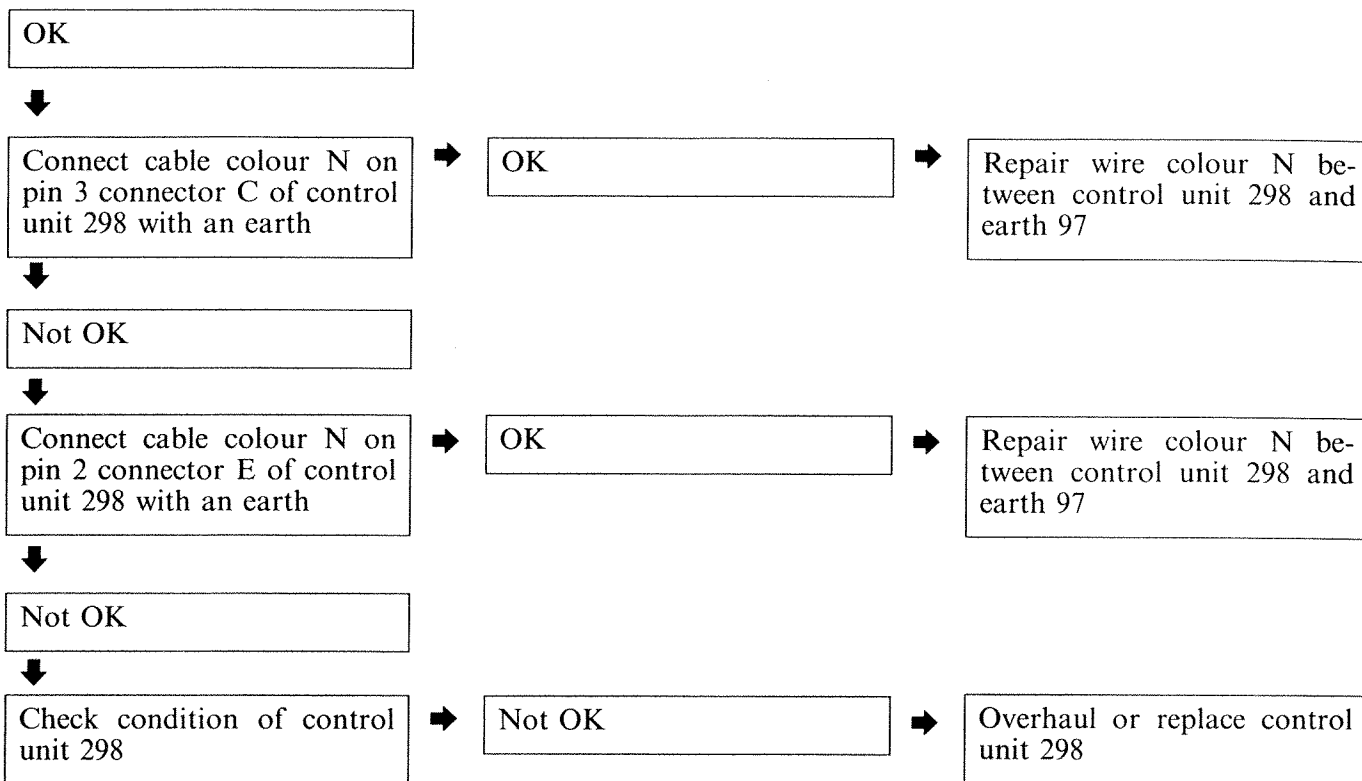 OK
Connect cable colour N on
pin 3 connector C of control
unit 298 with an earth
OK
Repair wire colour N be-
tween control unit 298 and
earth 97
Not OK
Connect cable colour N on
pin 2 connector E of control
unit 298 with an earth
OK
Repair wire colour N be-
tween control unit 298 and
earth 97
Not OK
Check condition of control
unit 298
Not OK
Overhaul or replace control
unit 298